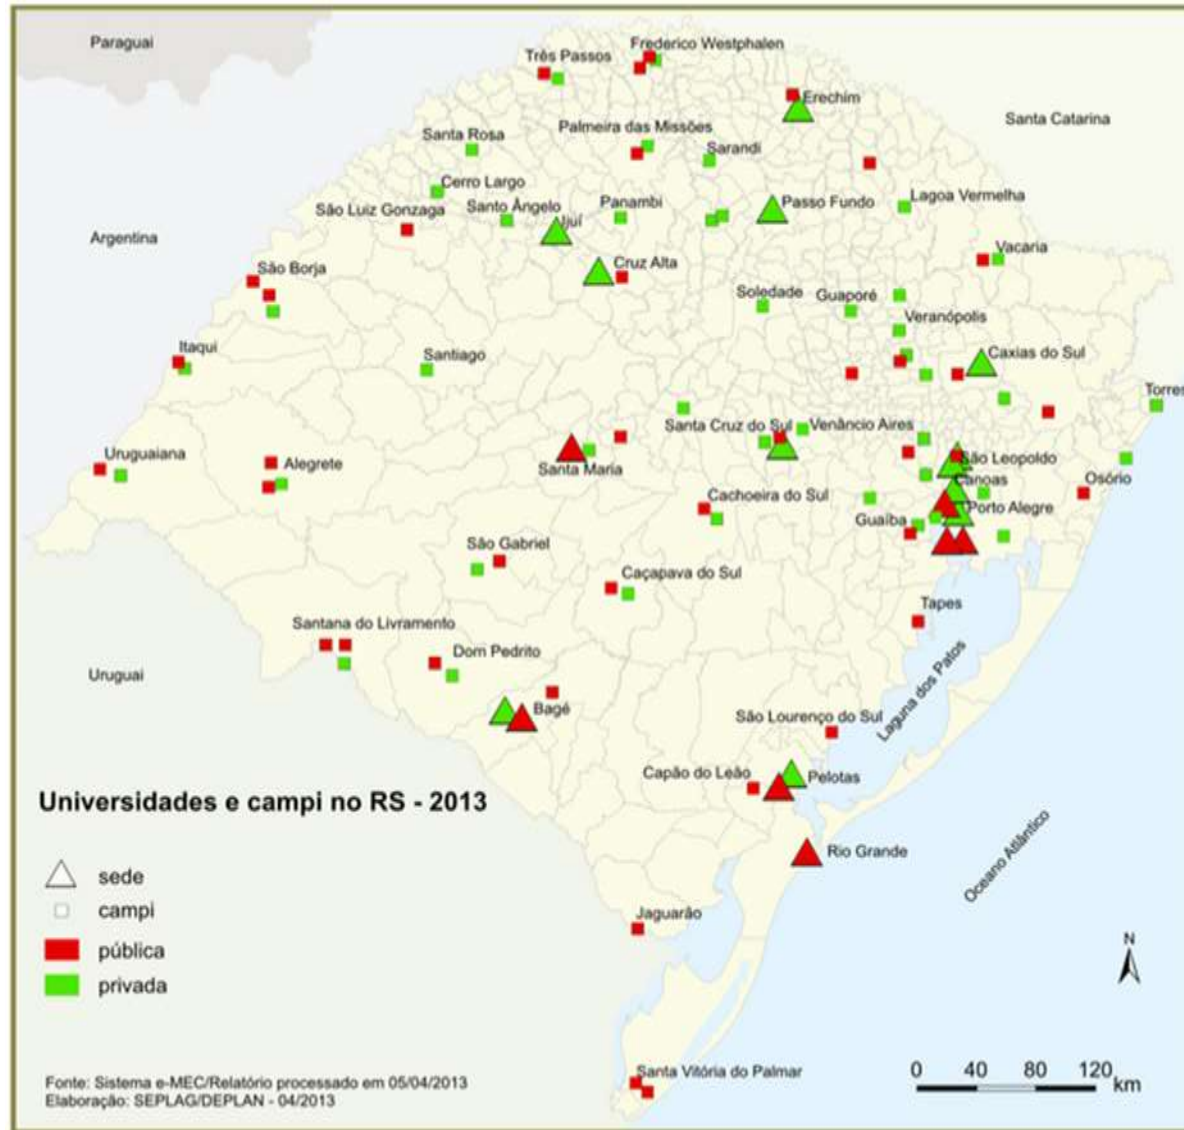 Paraguai
Frederico Westphalen
Três Passos
Erechim
Santa Catarina
Palmeira das Missões
Santa Rosa
Sarandi
Cerro Largo
Lagoa Vermelha
Panambi
Passo Fundo
São Luiz Gonzaga
Santo Ângelo
Ijuí
Argentina
Vacaria
Cruz Alta
São Borja
Soledade
Guaporé
Veranópolis
Itaqui
Santiago
Caxias do Sul
Torres
Santa Cruz do Sul
Venâncio Aires
Uruguaiana
Alegrete
Santa Maria
São Leopoldo
Canoas
Osório
Cachoeira do Sul
Porto Alegre
Guaíba
São Gabriel
Caçapava do Sul
Tapes
Santana do Livramento
Dom Pedrito
Uruguai
Laguna dos Patos
Bagé
São Lourenço do Sul
Capão do Leão
Pelotas
Universidades e campi no RS - 2013
Rio Grande
Oceano Atlântico
sede
campi
pública
privada
Jaguarão
N
Santa Vitória do Palmar
0 40 80 120 km
Fonte: Sistema e-MEC/Relatório processado em 05/04/2013
Elaboração: SEPLAG/DEPLAN - 04/2013